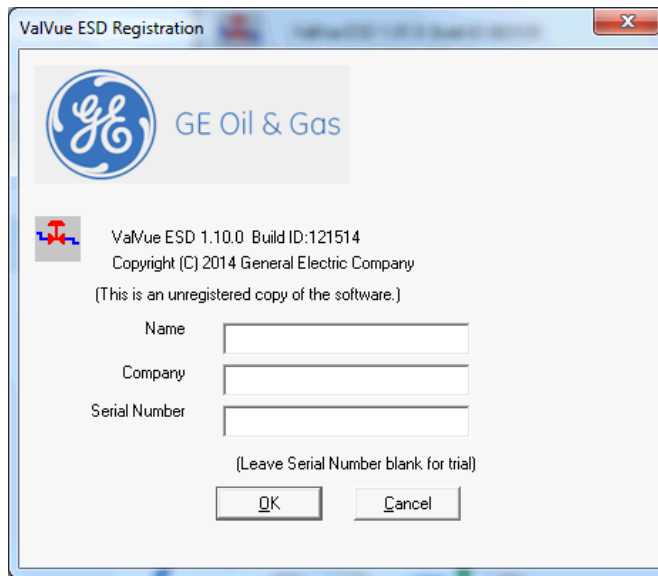 ValVue ESD Registration
GE Oil & Gas
ValVue ESD 1.10.0 Build ID:121514
Copyright (C) 2014 General Electric Company
(This is an unregistered copy of the software.)
Name
Company
Serial Number
(Leave Serial Number blank for trial)
OK
Cancel